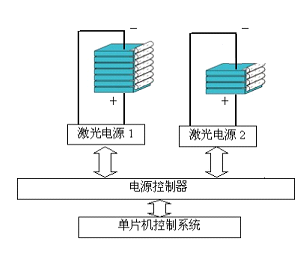 − −
+ +
激光电源 1 激光电源 2
电源控制器
单片机控制系统